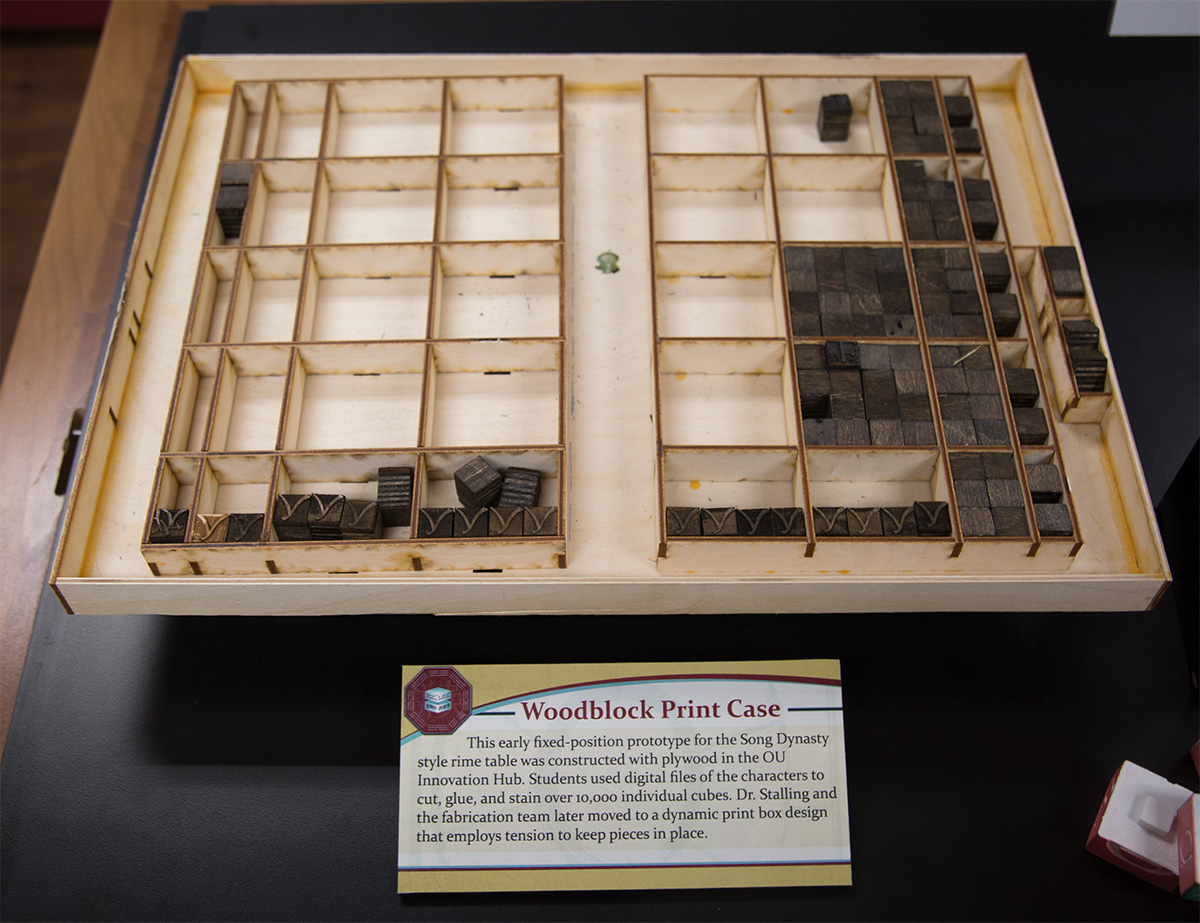 Woodblock Print Case
This early fixed-position prototype for the Song Dynasty
style rime table was constructed with plywood in the OU
Innovation Hub. Students used digital files of the characters to
cut, glue, and stain over 10,000 individual cubes. Dr. Stalling and
the fabrication team later moved to a dynamic print box design
that employs tension to keep pieces in place.